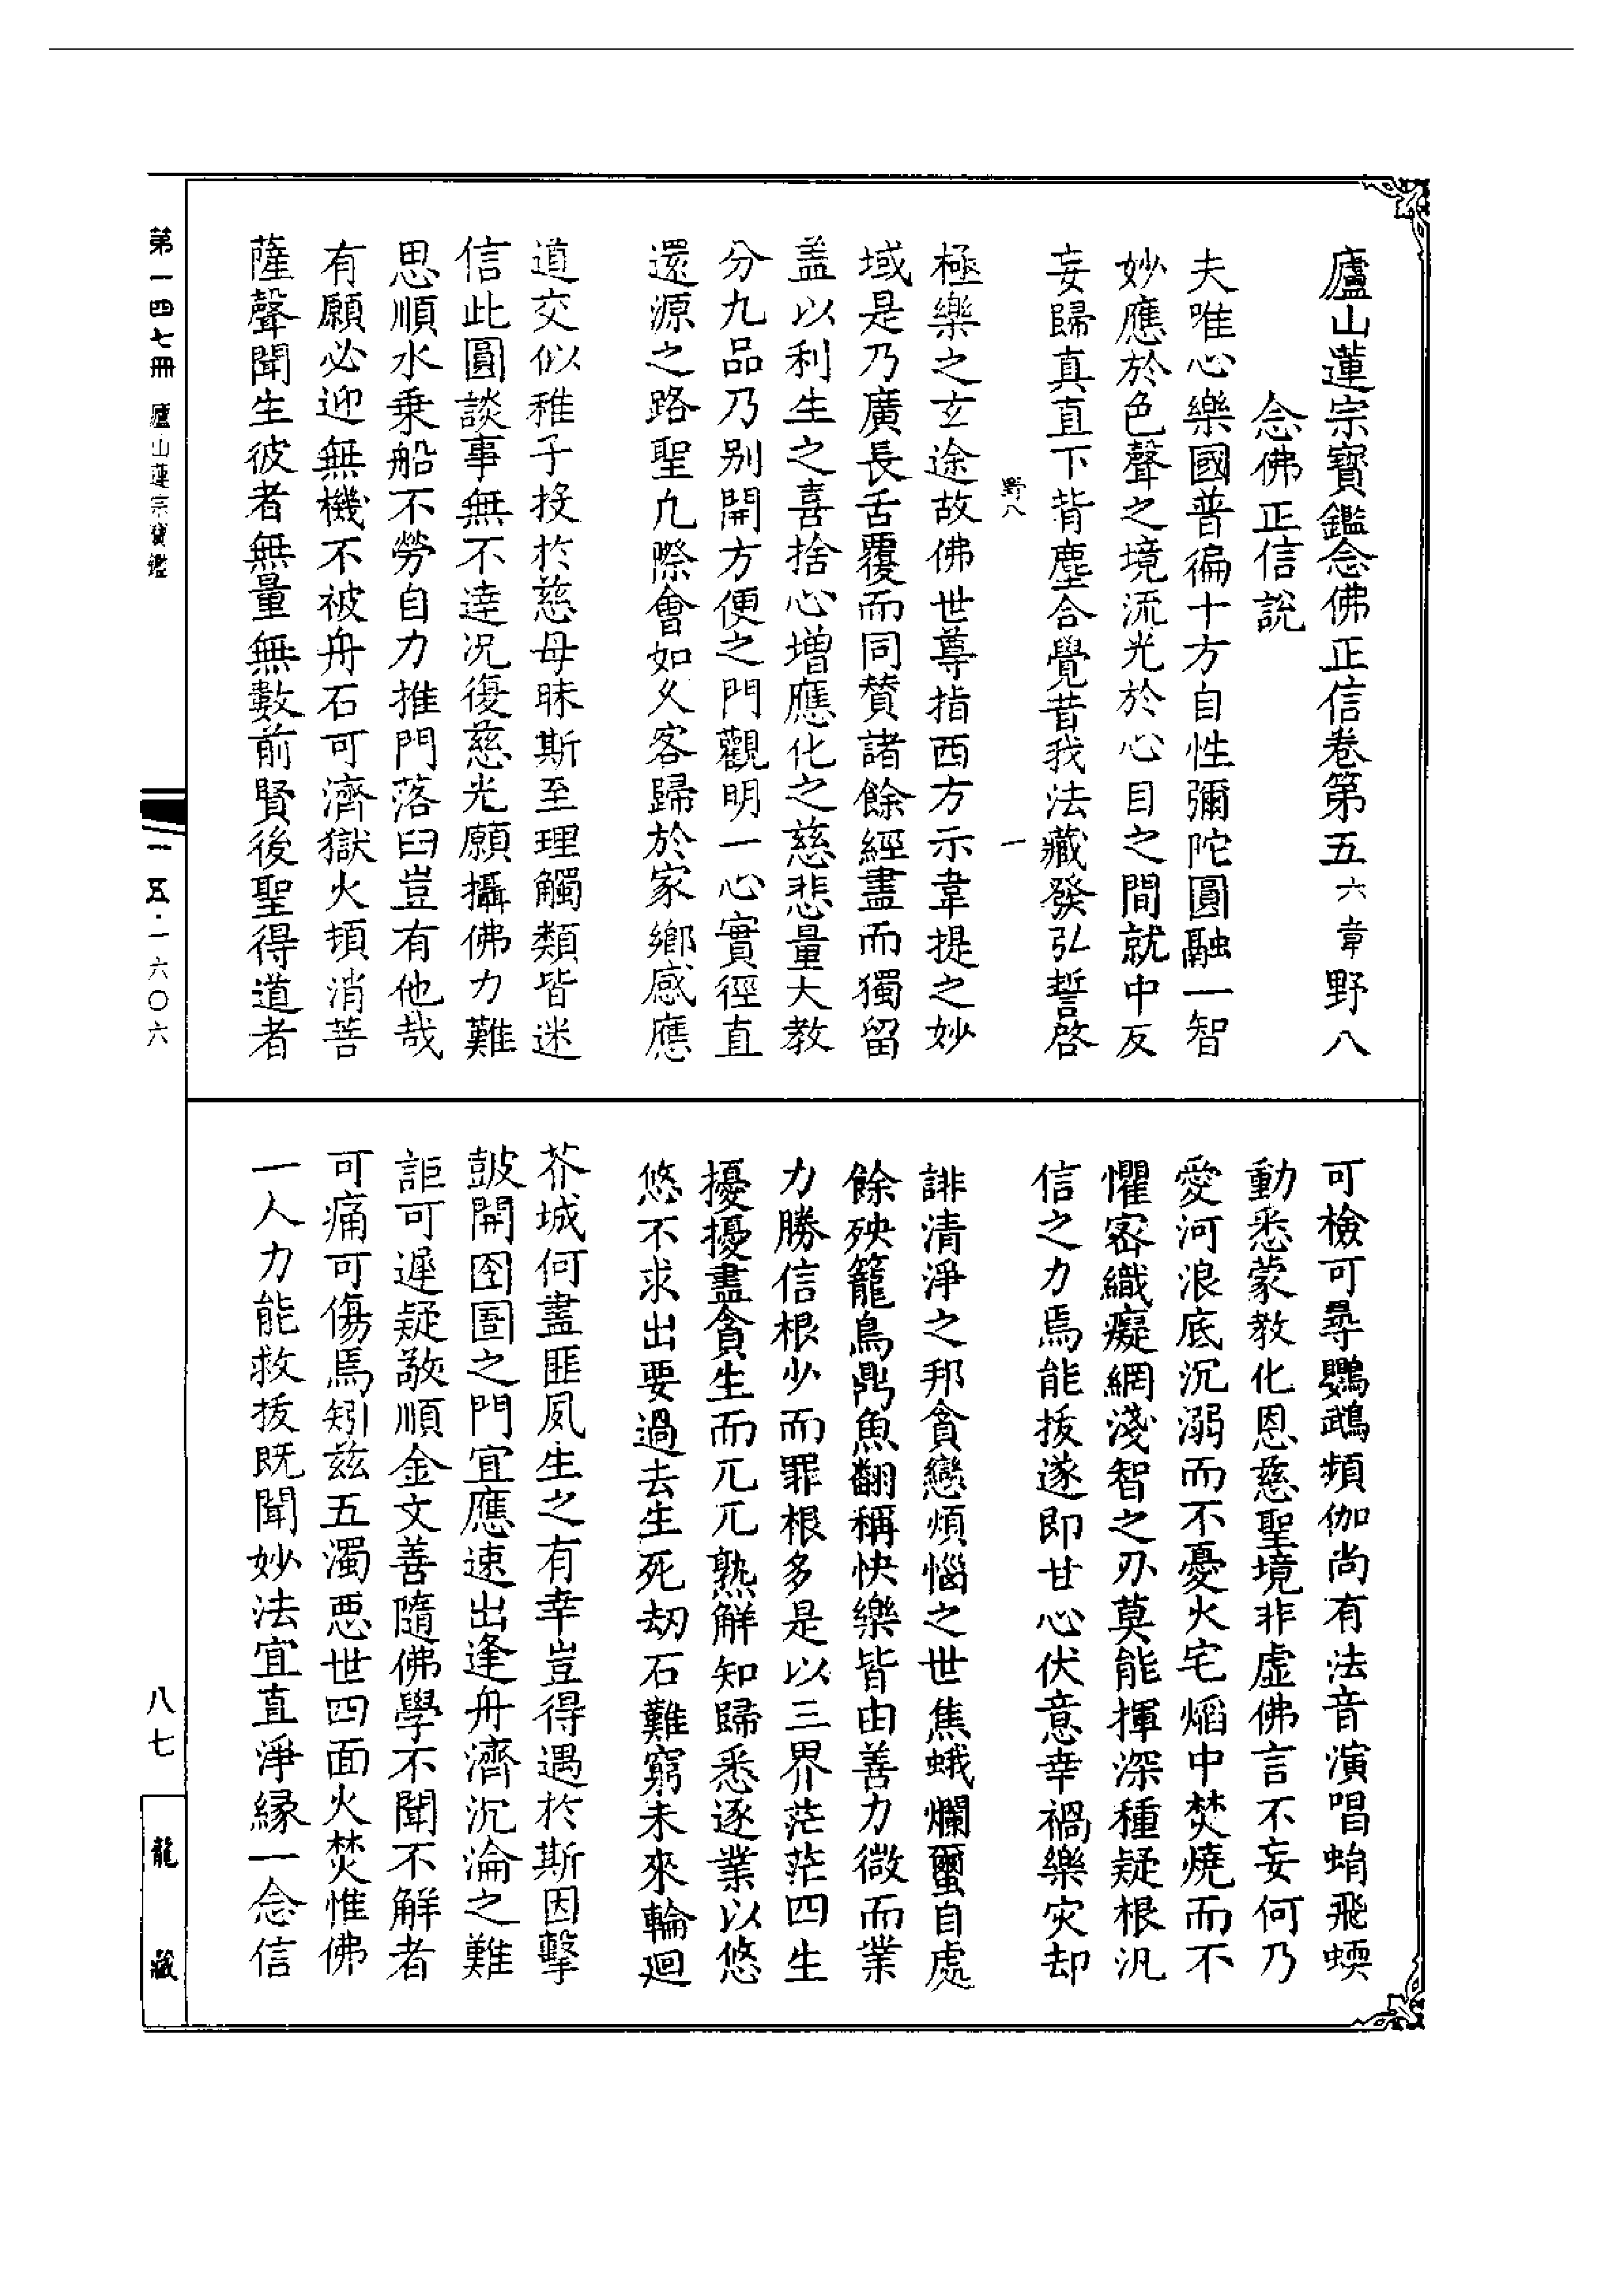 廬山蓮宗寶鑑念佛正信卷第五六章野八
念佛正信說
夫唯心樂國普徧十方自性彌陀圓融一智
妙應於色聲之境流光於心目之間就中反
妄歸真直下背塵合覺昔我法藏發弘誓啓
野八 一
極樂之玄途故佛世尊指西方示韋提之妙
域是乃廣長舌覆而同賛諸餘經盡而獨留
盖以利生之喜捨心增應化之慈悲量大教
分九品乃别開方便之門觀明一心實徑直
還源之路聖凢際會如乆客歸於家鄉感應
道交似稚子投於慈母昧斯至理觸類皆迷
信此圓談事無不達况復慈光願攝佛力難
思順水乗船不勞自力推門落臼豈有他哉
有願必迎無機不被舟石可濟獄火頓消菩
薩聲聞生彼者無量無數前賢後聖得道者
可檢可尋鸚鵡頻伽尚有法音演唱蜎飛蝡
動悉蒙教化恩慈聖境非虛佛言不妄何乃
愛河浪底沉溺而不憂火宅熖中焚燒而不
懼宻織癡網淺智之刃莫能揮深種疑根汎
信之力焉能拔遂即甘心伏意幸禍樂灾却
誹清淨之邦貪戀煩惱之世焦蛾爛蠒自處
餘殃籠鳥鼎魚翻稱快樂皆由善力微而業
力勝信根少而罪根多是以三界茫茫四生
擾擾盡貪生而兀兀熟解知歸悉逐業以悠
悠不求出要過去生死劫石難窮未來輪迴
芥城何盡匪夙生之有幸豈得遇於斯因擊
皷開囹圄之門宜應速出逢舟濟沉淪之難
詎可遲疑敬順金文善隨佛學不聞不解者
可痛可傷焉矧兹五濁惡世四面火焚惟佛
一人力能救拔既聞妙法宜直淨縁一念信
第一四七冊 廬山蓮宗寶鑑
一五·一六〇六
八七
龍藏